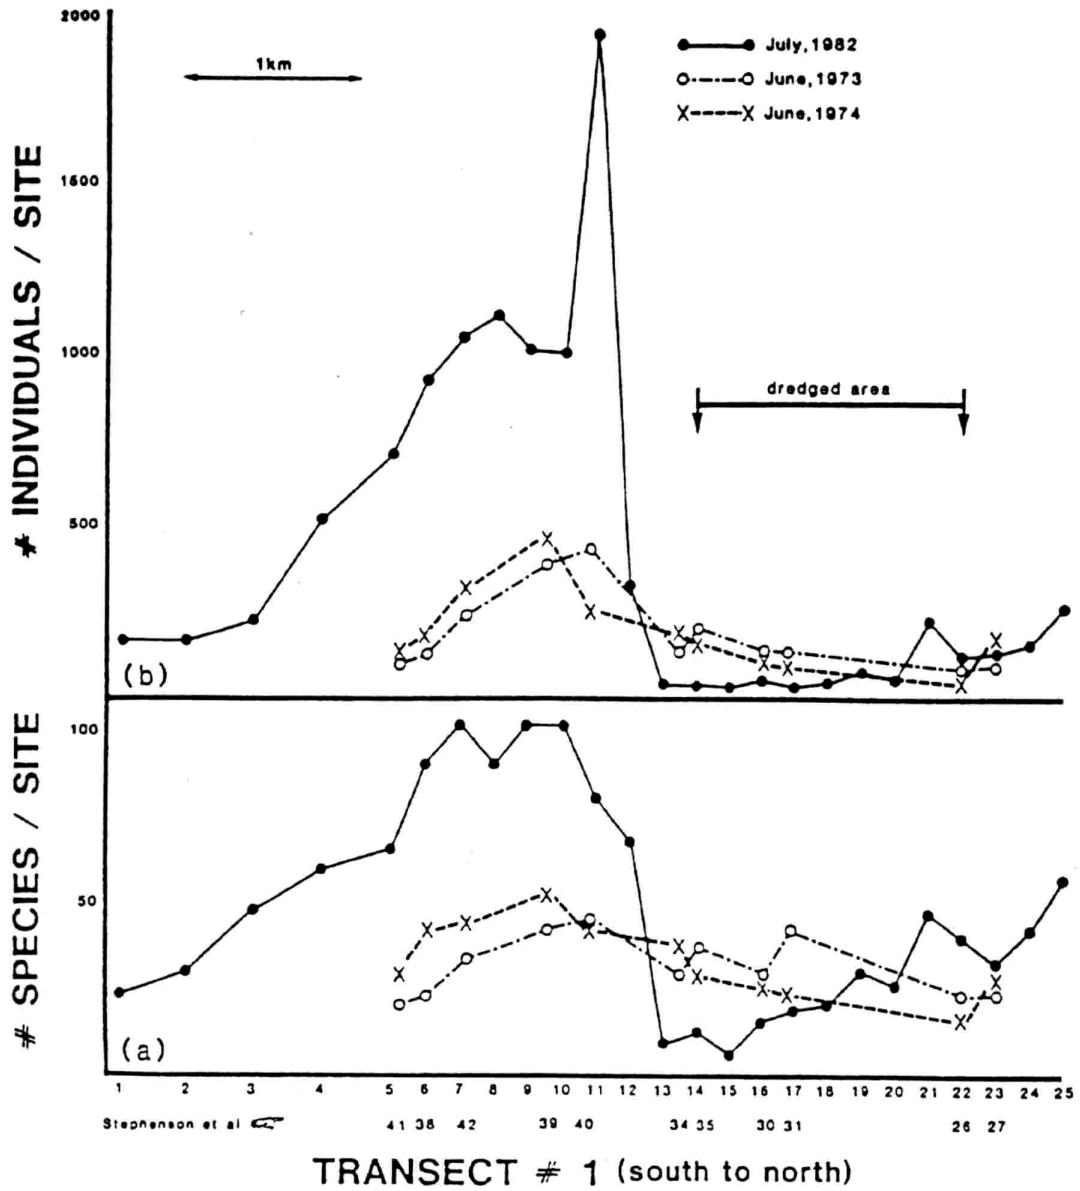 2000
July, 1982
1km
June, 1973
June, 1974
1500
# INDIVIDUALS / SITE
1000
dredged area
500
(b)
100
# SPECIES / SITE
50
(a)
1 2 3 4 5 6 7 8 9 10 11 12 13 14 15 16 17 18 19 20 21 22 23 24 25
Stephenson et al 41 38 42 39 40 34 35 30 31 26 27
TRANSECT # 1 (south to north)